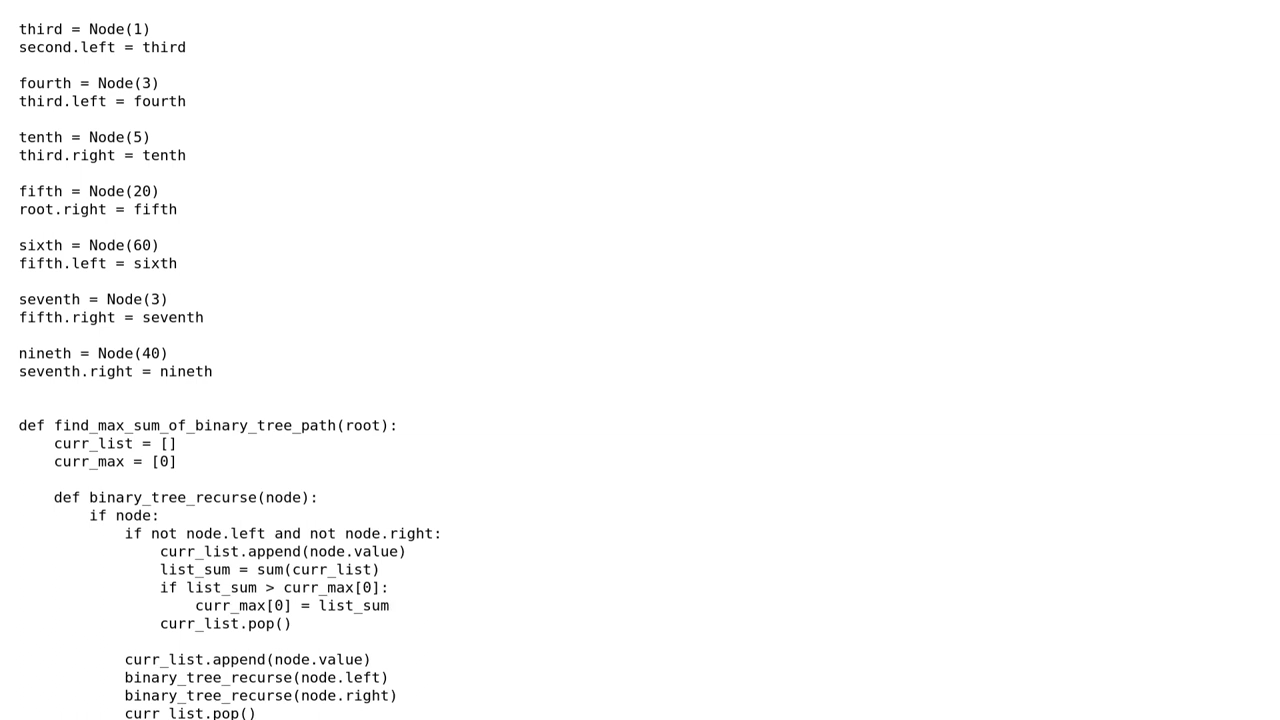 third = Node(1)
second.left = third
fourth = Node(3)
third.left = fourth
tenth = Node(5)
third.right = tenth
fifth = Node(20)
root.right = fifth
sixth = Node(60)
fifth.left = sixth
seventh = Node(3)
fifth.right = seventh
nineth = Node(40)
seventh.right = nineth
def find_max_sum_of_binary_tree_path(root):
    curr_list = []
    curr_max = [0]
    def binary_tree_recurse(node):
        if node:
            if not node.left and not node.right:
                curr_list.append(node.value)
                list_sum = sum(curr_list)
                if list_sum > curr_max[0]:
                    curr_max[0] = list_sum
                curr_list.pop()
            curr_list.append(node.value)
            binary_tree_recurse(node.left)
            binary_tree_recurse(node.right)
            curr_list.pop()